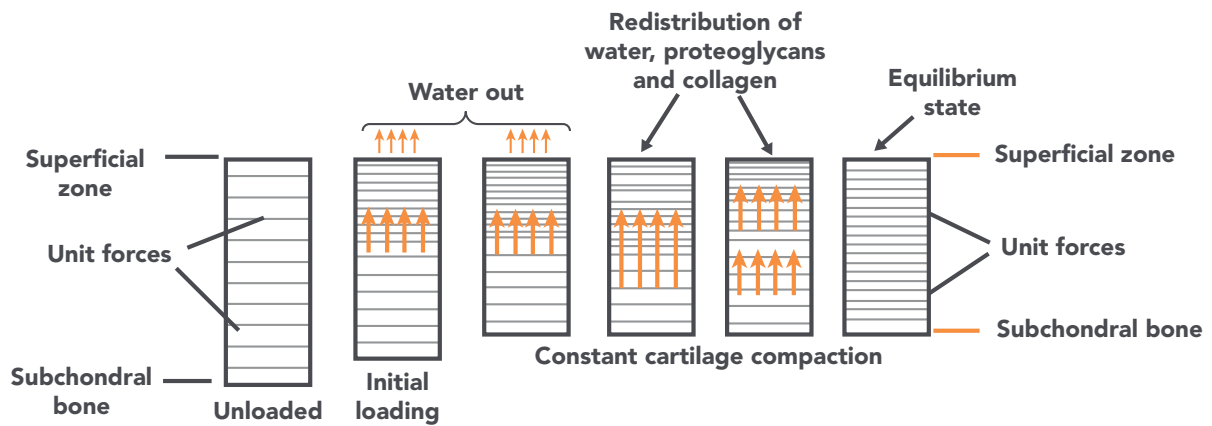 Redistribution of
water, proteoglycans
and collagen
Water out
Equilibrium
state
Superficial
zone
Superficial zone
Unit forces
Unit forces
Subchondral
bone
Subchondral bone
Unloaded
Initial
loading
Constant cartilage compaction